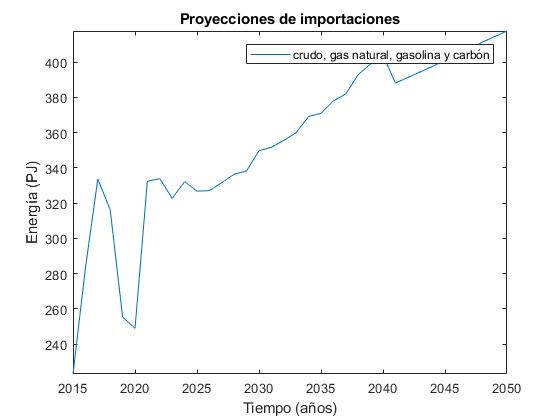 Proyecciones de importaciones
crudo, gas natural, gasolina y carbón
400
380
360
340
320
300
280
260
240
Energía (PJ)
2015 2020 2025 2030 2035 2040 2045 2050
Tiempo (años)